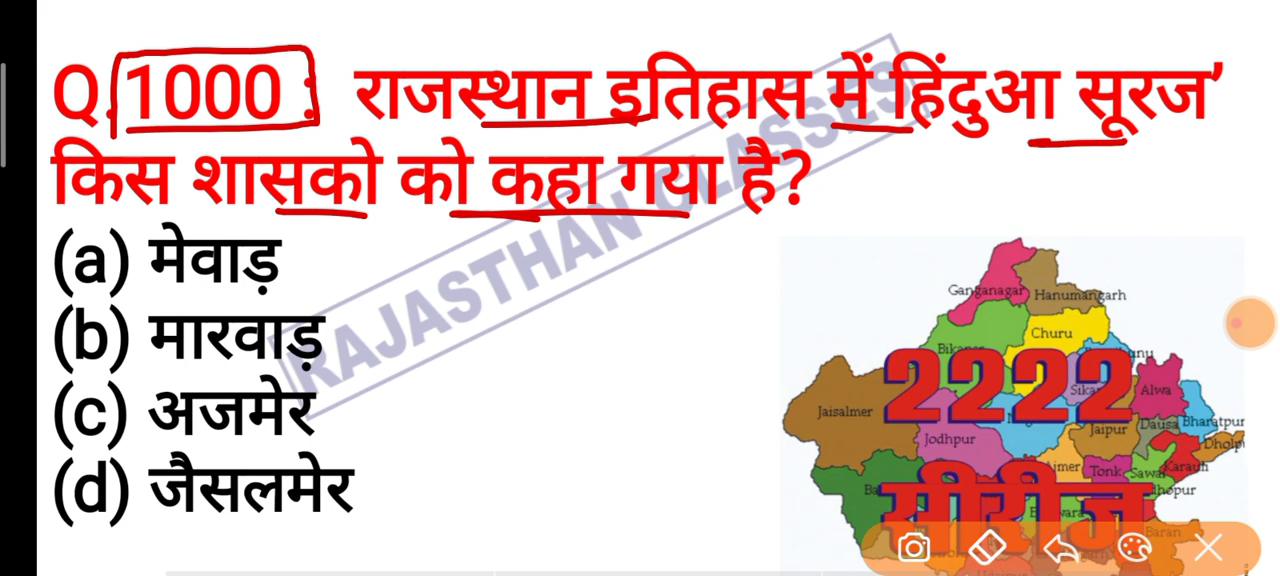 Q.1000 : राजस्थान इतिहास में हिंदुआ सूरज’
किस शासको को कहा गया है?
(a) मेवाड़
(b) मारवाड़
(c) अजमेर
(d) जैसलमेर
RAJASTHAN CLASSES
Ganganagar
Hanumangarh
Churu
Jaisalmer
Alwa
Jodhpur
Jaipur
Dausa
Bharatpur
Tonk
2222
सीरीज